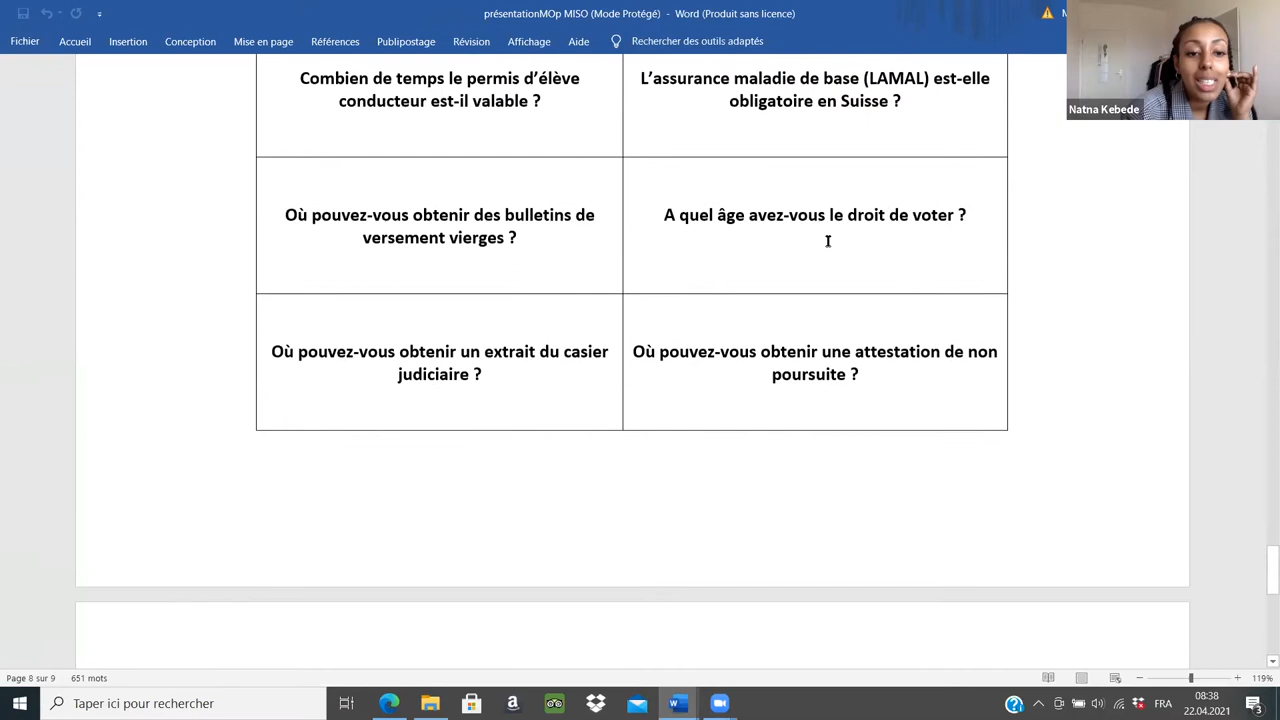 présentationMOp MISO (Mode Protégé) - Word (Produit sans licence)
Fichier Accueil Insertion Conception Mise en page Références Publipostage Révision Affichage Aide Rechercher des outils adaptés
Natna Kebede
Combien de temps le permis d'élève
conducteur est-il valable ?
L'assurance maladie de base (LAMAL) est-elle
obligatoire en Suisse ?
Où pouvez-vous obtenir des bulletins de
versement vierges ?
A quel âge avez-vous le droit de voter ?
Où pouvez-vous obtenir un extrait du casier
judiciaire ?
Où pouvez-vous obtenir une attestation de non
poursuite ?
Page 8 sur 9 651 mots
119%
Taper ici pour rechercher
FRA
08:38
22.04.2021
3